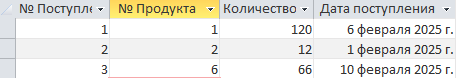 № Поступле № Продукта Количество Дата поступления
1 1 120 6 февраля 2025 г.
2 2 12 1 февраля 2025 г.
3 6 66 10 февраля 2025 г.